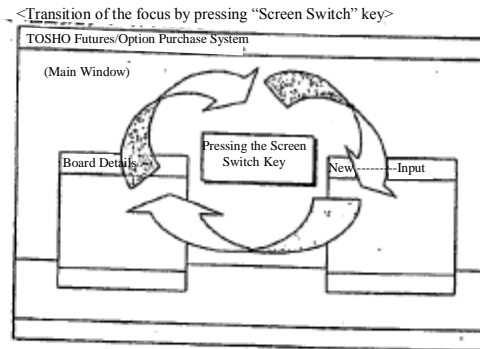 <Transition of the focus by pressing “Screen Switch” key>
TOSHO Futures/Option Purchase System
(Main Window)
Pressing the Screen
Switch Key
Board Details
New ---------Input